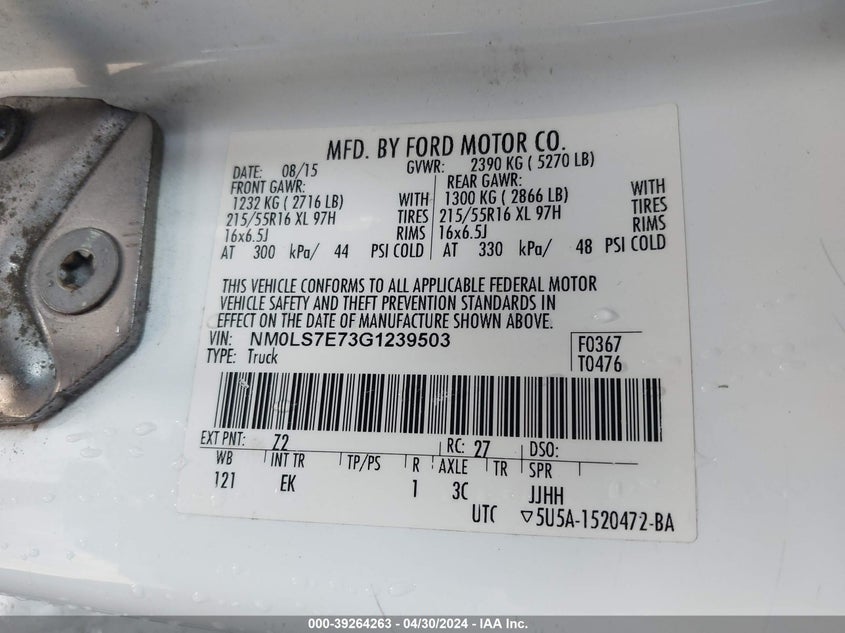 MFD. BY FORD MOTOR CO.
DATE: 08/15 GVWR: 2390 KG ( 5270 LB)
FRONT GAWR: REAR GAWR:
1232 KG ( 2716 LB) WITH 1300 KG ( 2866 LB) WITH
215/55R16 XL 97H TIRES 215/55R16 XL 97H TIRES
16x6.5J RIMS 16x6.5J RIMS
AT 300 kPa/ 44 PSI COLD AT 330 kPa/ 48 PSI COLD
THIS VEHICLE CONFORMS TO ALL APPLICABLE FEDERAL MOTOR
VEHICLE SAFETY AND THEFT PREVENTION STANDARDS IN
EFFECT ON THE DATE OF MANUFACTURE SHOWN ABOVE.
VIN: NM0LS7E73G1239503 F0367
TYPE: Truck T0476
EXT PNT: Z2 RC: 27 DSO:
WB INT TR TP/PS R AXLE TR SPR
121 EK 1 3C JJHH
UTC ▽5U5A-1520472-BA
000-39264263 - 04/30/2024 - IAA Inc.